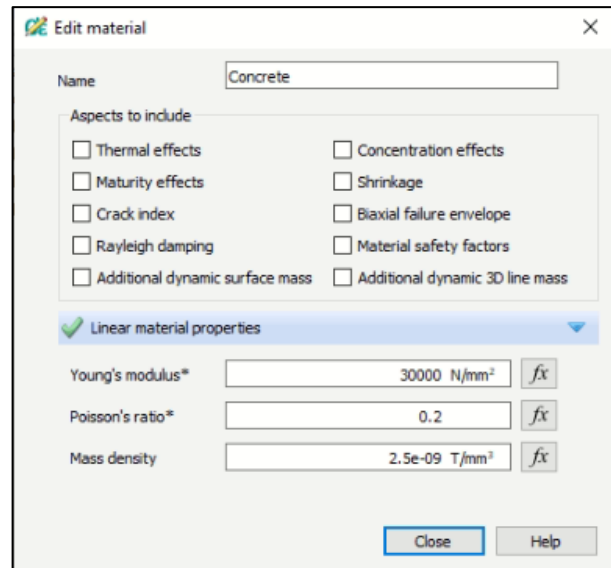 Edit material
Name Concrete
Aspects to include
Thermal effects Concentration effects
Maturity effects Shrinkage
Crack index Biaxial failure envelope
Rayleigh damping Material safety factors
Additional dynamic surface mass Additional dynamic 3D line mass
Linear material properties
Young's modulus* 30000 N/mm² fx
Poisson's ratio* 0.2 fx
Mass density 2.5e-09 T/mm³ fx
Close Help